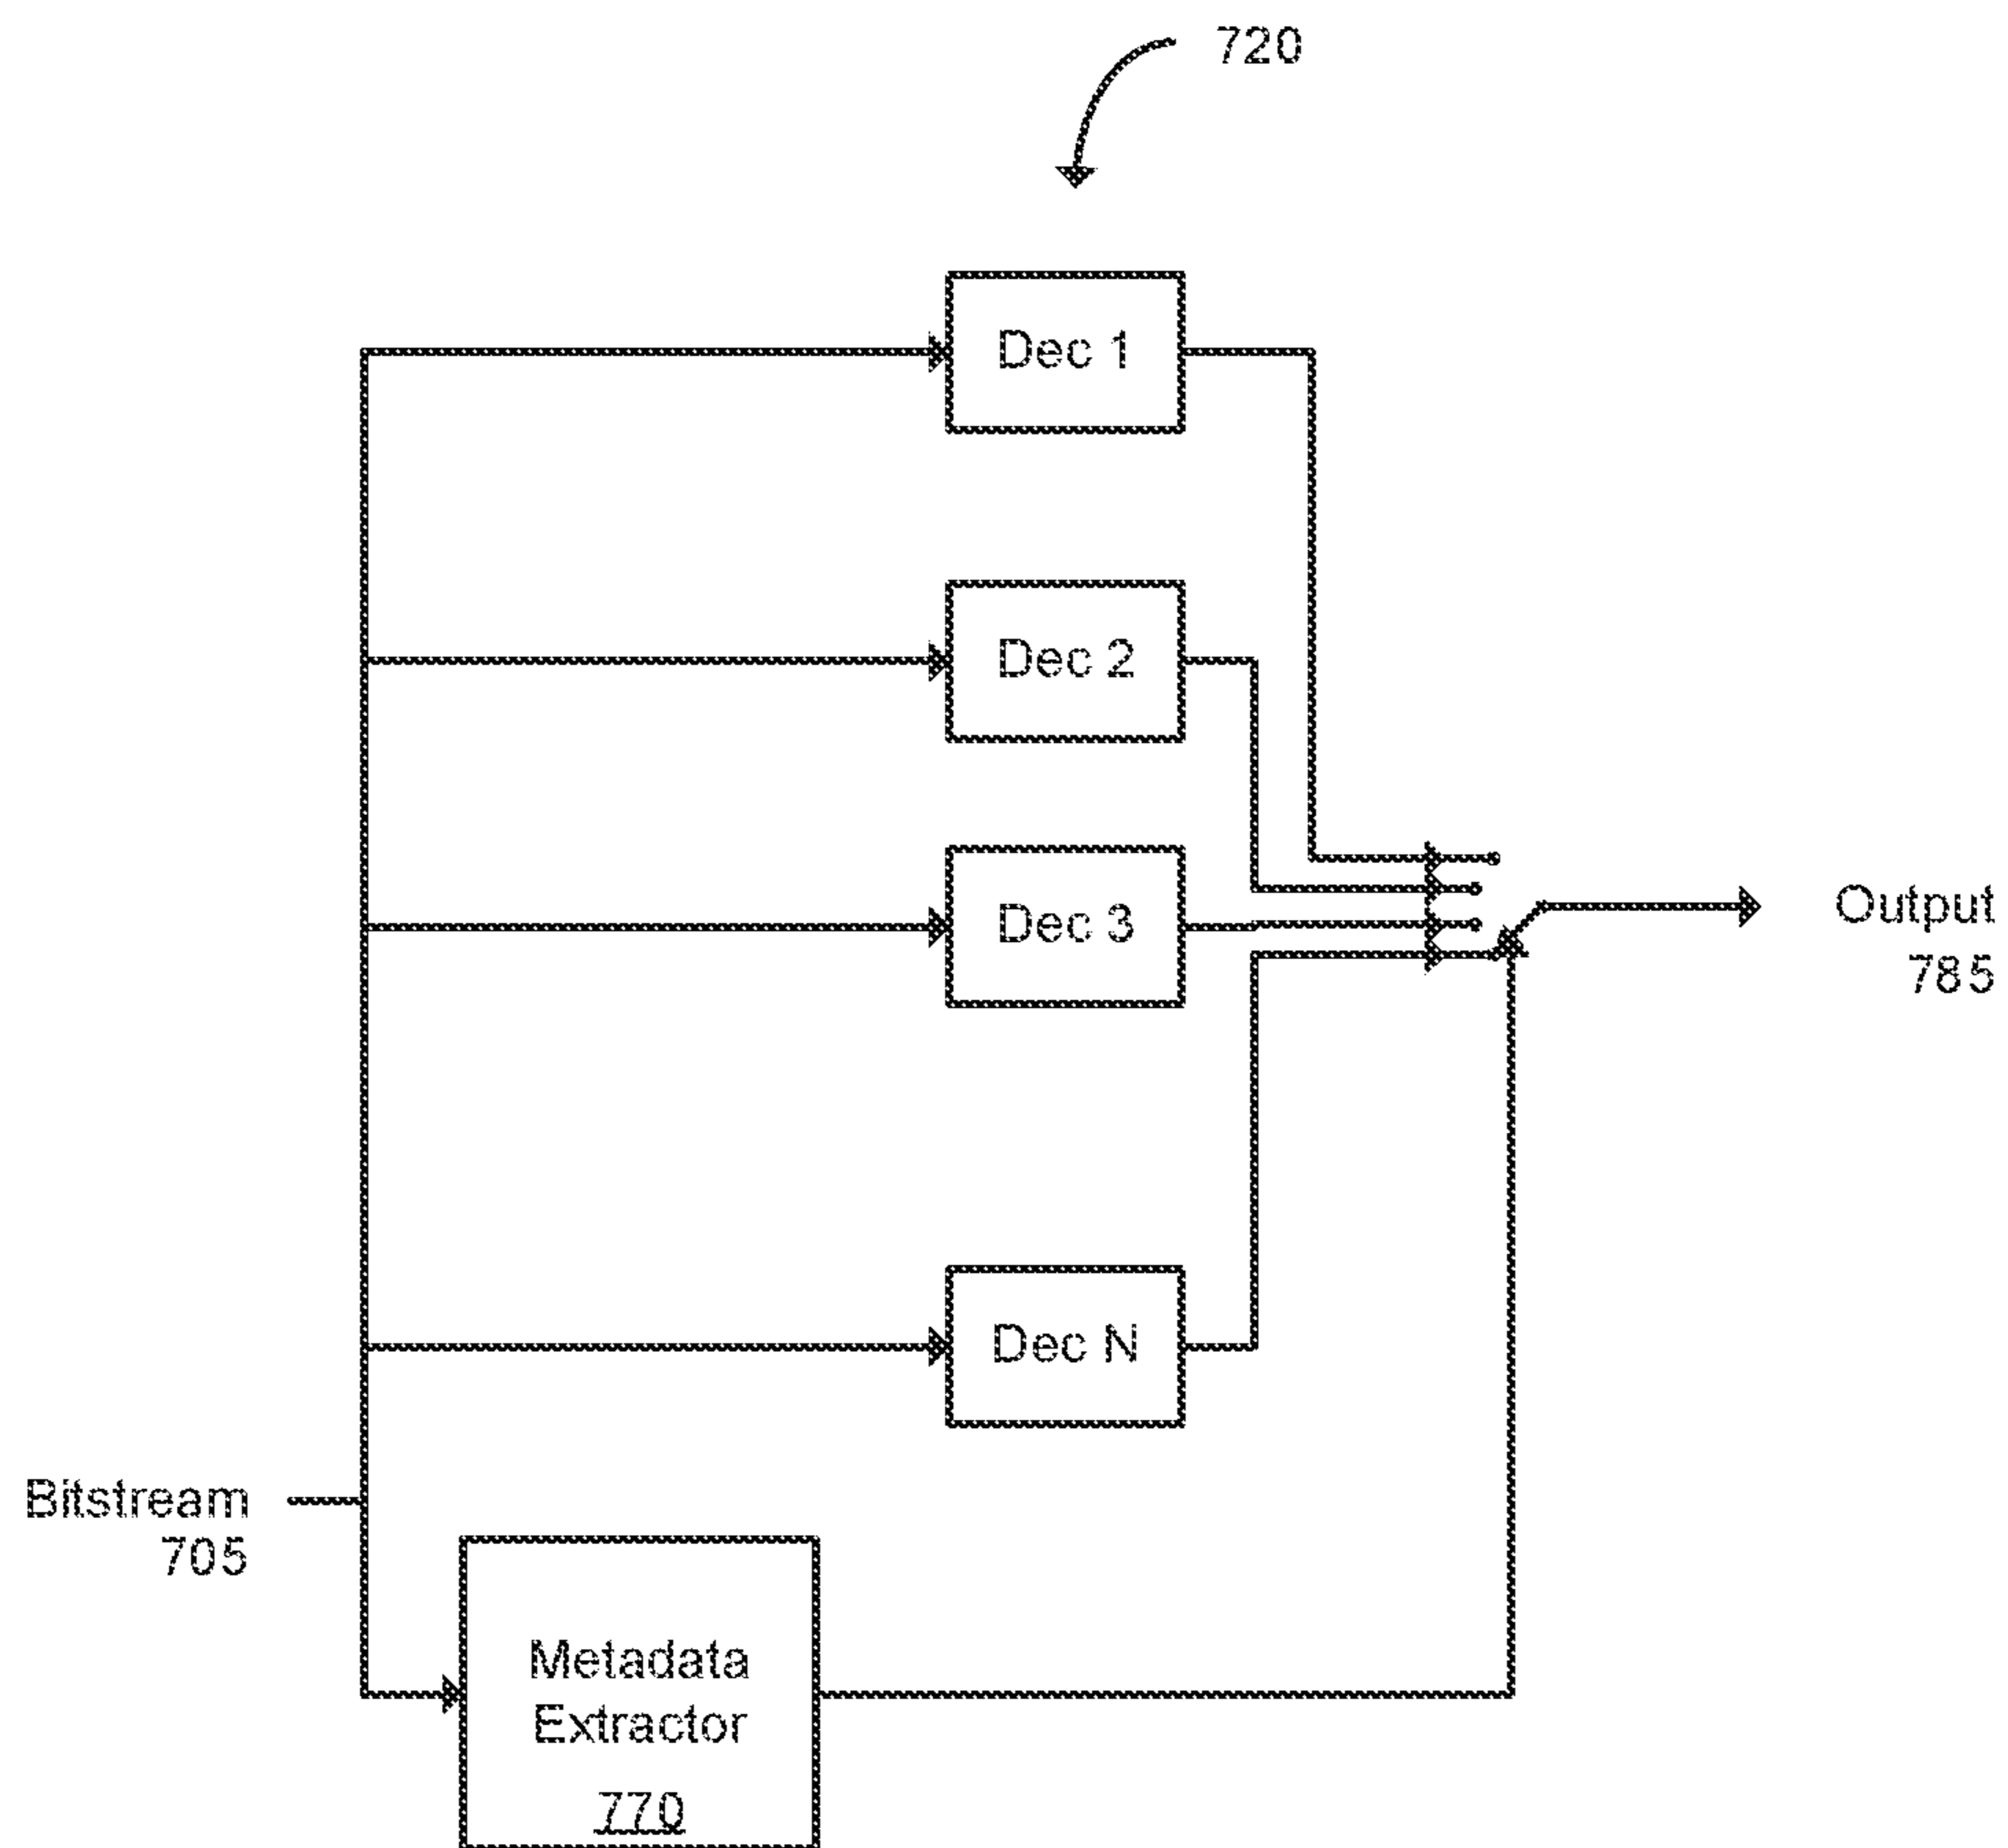 720
Dec 1
Dec 2
Dec 3
Output
785
Dec N
Bitstream
705
Metadata
Extractor
770